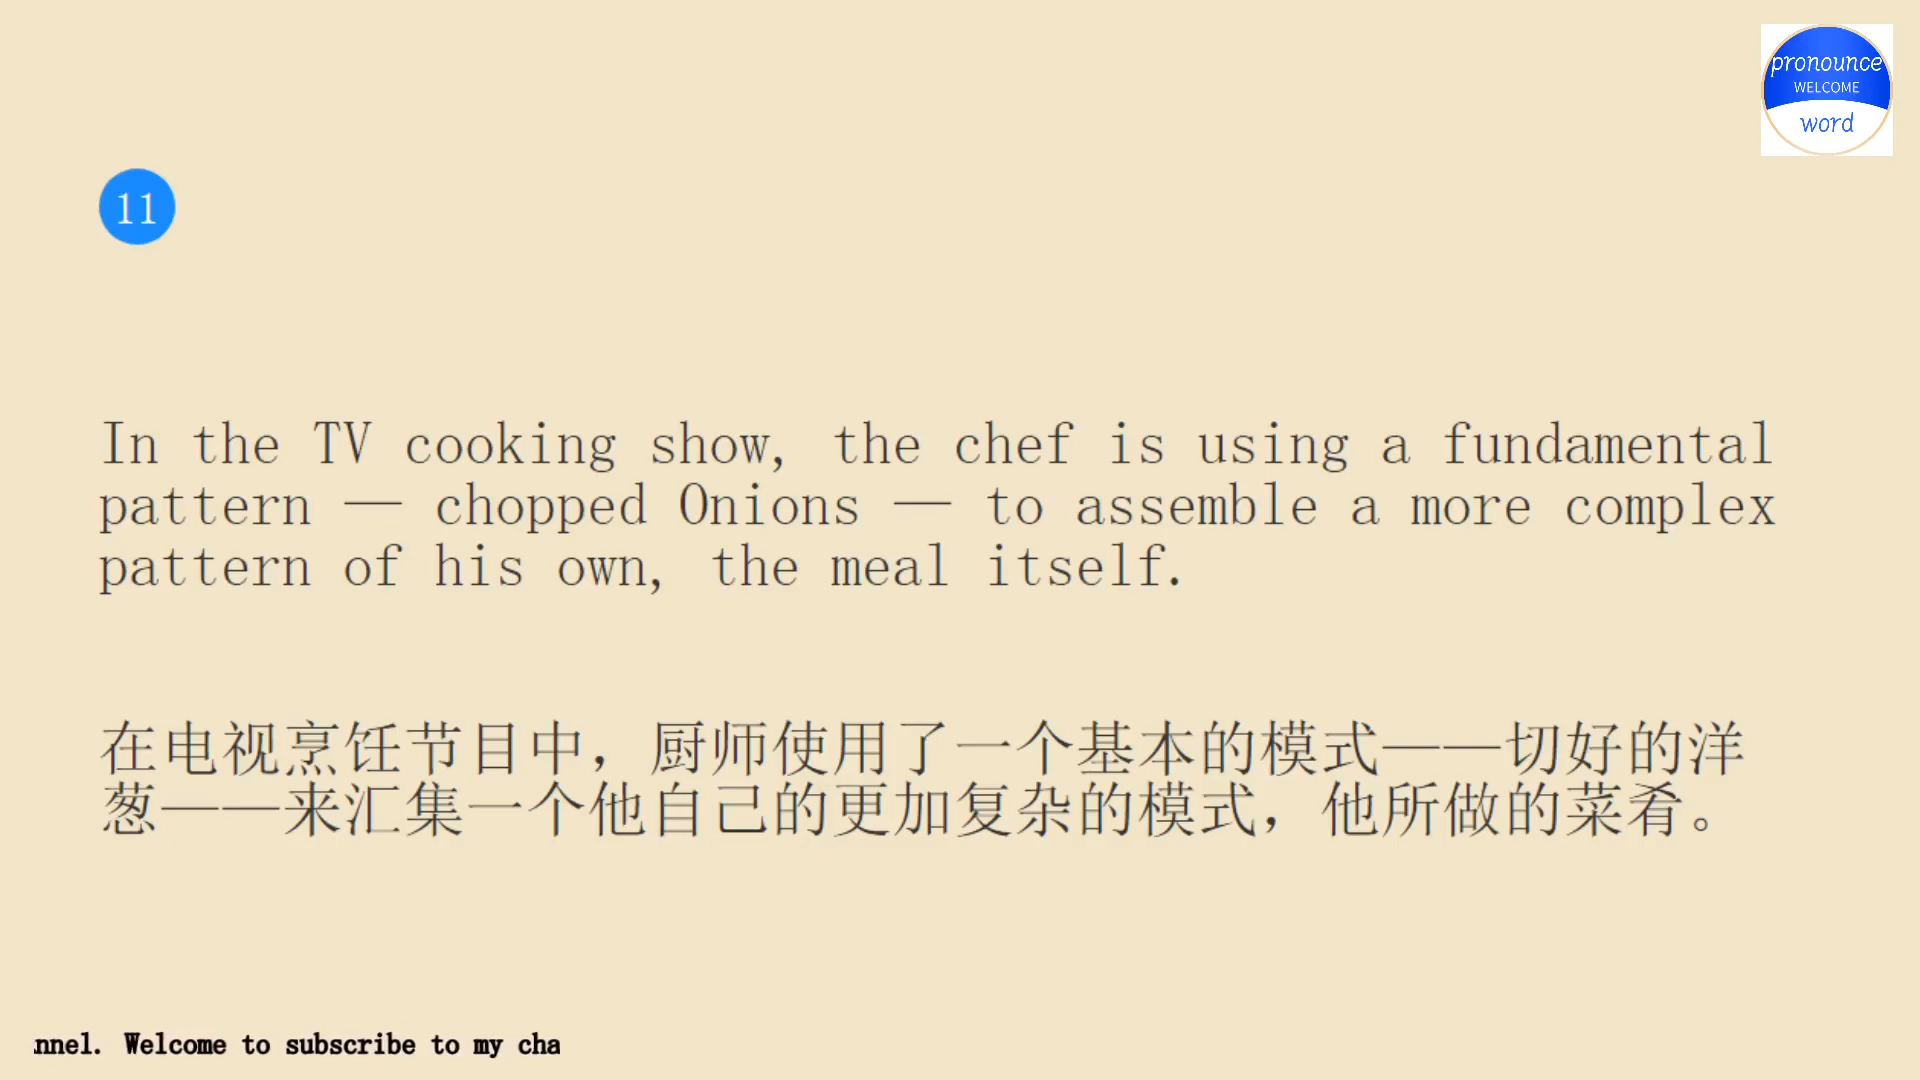 pronounce
WELCOME
word
11
In the TV cooking show, the chef is using a fundamental
pattern — chopped Onions — to assemble a more complex
pattern of his own, the meal itself.
在电视烹饪节目中，厨师使用了一个基本的模式——切好的洋
葱——来汇集一个他自己的更加复杂的模式，他所做的菜肴。
nnel. Welcome to subscribe to my cha